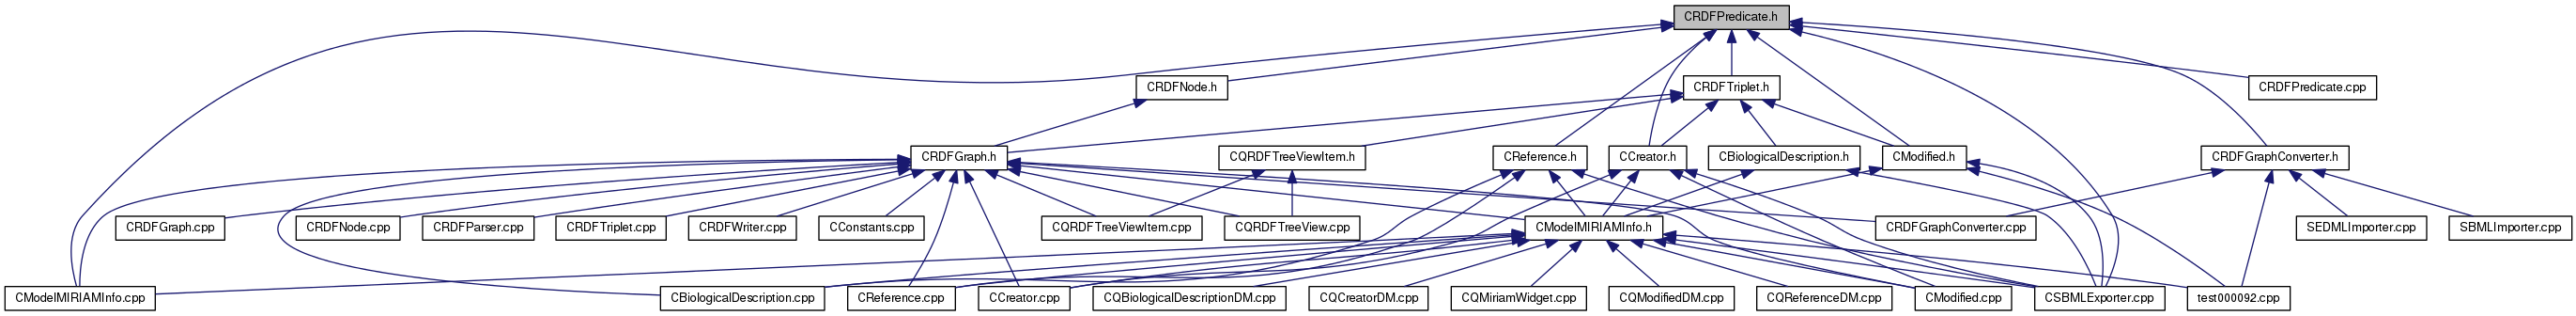 CRDFPredicate.h
CRDFNode.h
CRDFTriplet.h
CRDFPredicate.cpp
CRDFGraph.h
CQRDFTreeViewItem.h
CReference.h
CCreator.h
CBiologicalDescription.h
CModified.h
CRDFGraphConverter.h
CRDFGraph.cpp
CRDFNode.cpp
CRDFParser.cpp
CRDFTriplet.cpp
CRDFWriter.cpp
CConstants.cpp
CQRDFTreeViewItem.cpp
CQRDFTreeView.cpp
CModelMIRIAMInfo.h
CRDFGraphConverter.cpp
SEDMLImporter.cpp
SBMLImporter.cpp
CModelMIRIAMInfo.cpp
CBiologicalDescription.cpp
CReference.cpp
CCreator.cpp
CQBiologicalDescriptionDM.cpp
CQCreatorDM.cpp
CQMiriamWidget.cpp
CQModifiedDM.cpp
CQReferenceDM.cpp
CModified.cpp
CSBMLExporter.cpp
test000092.cpp